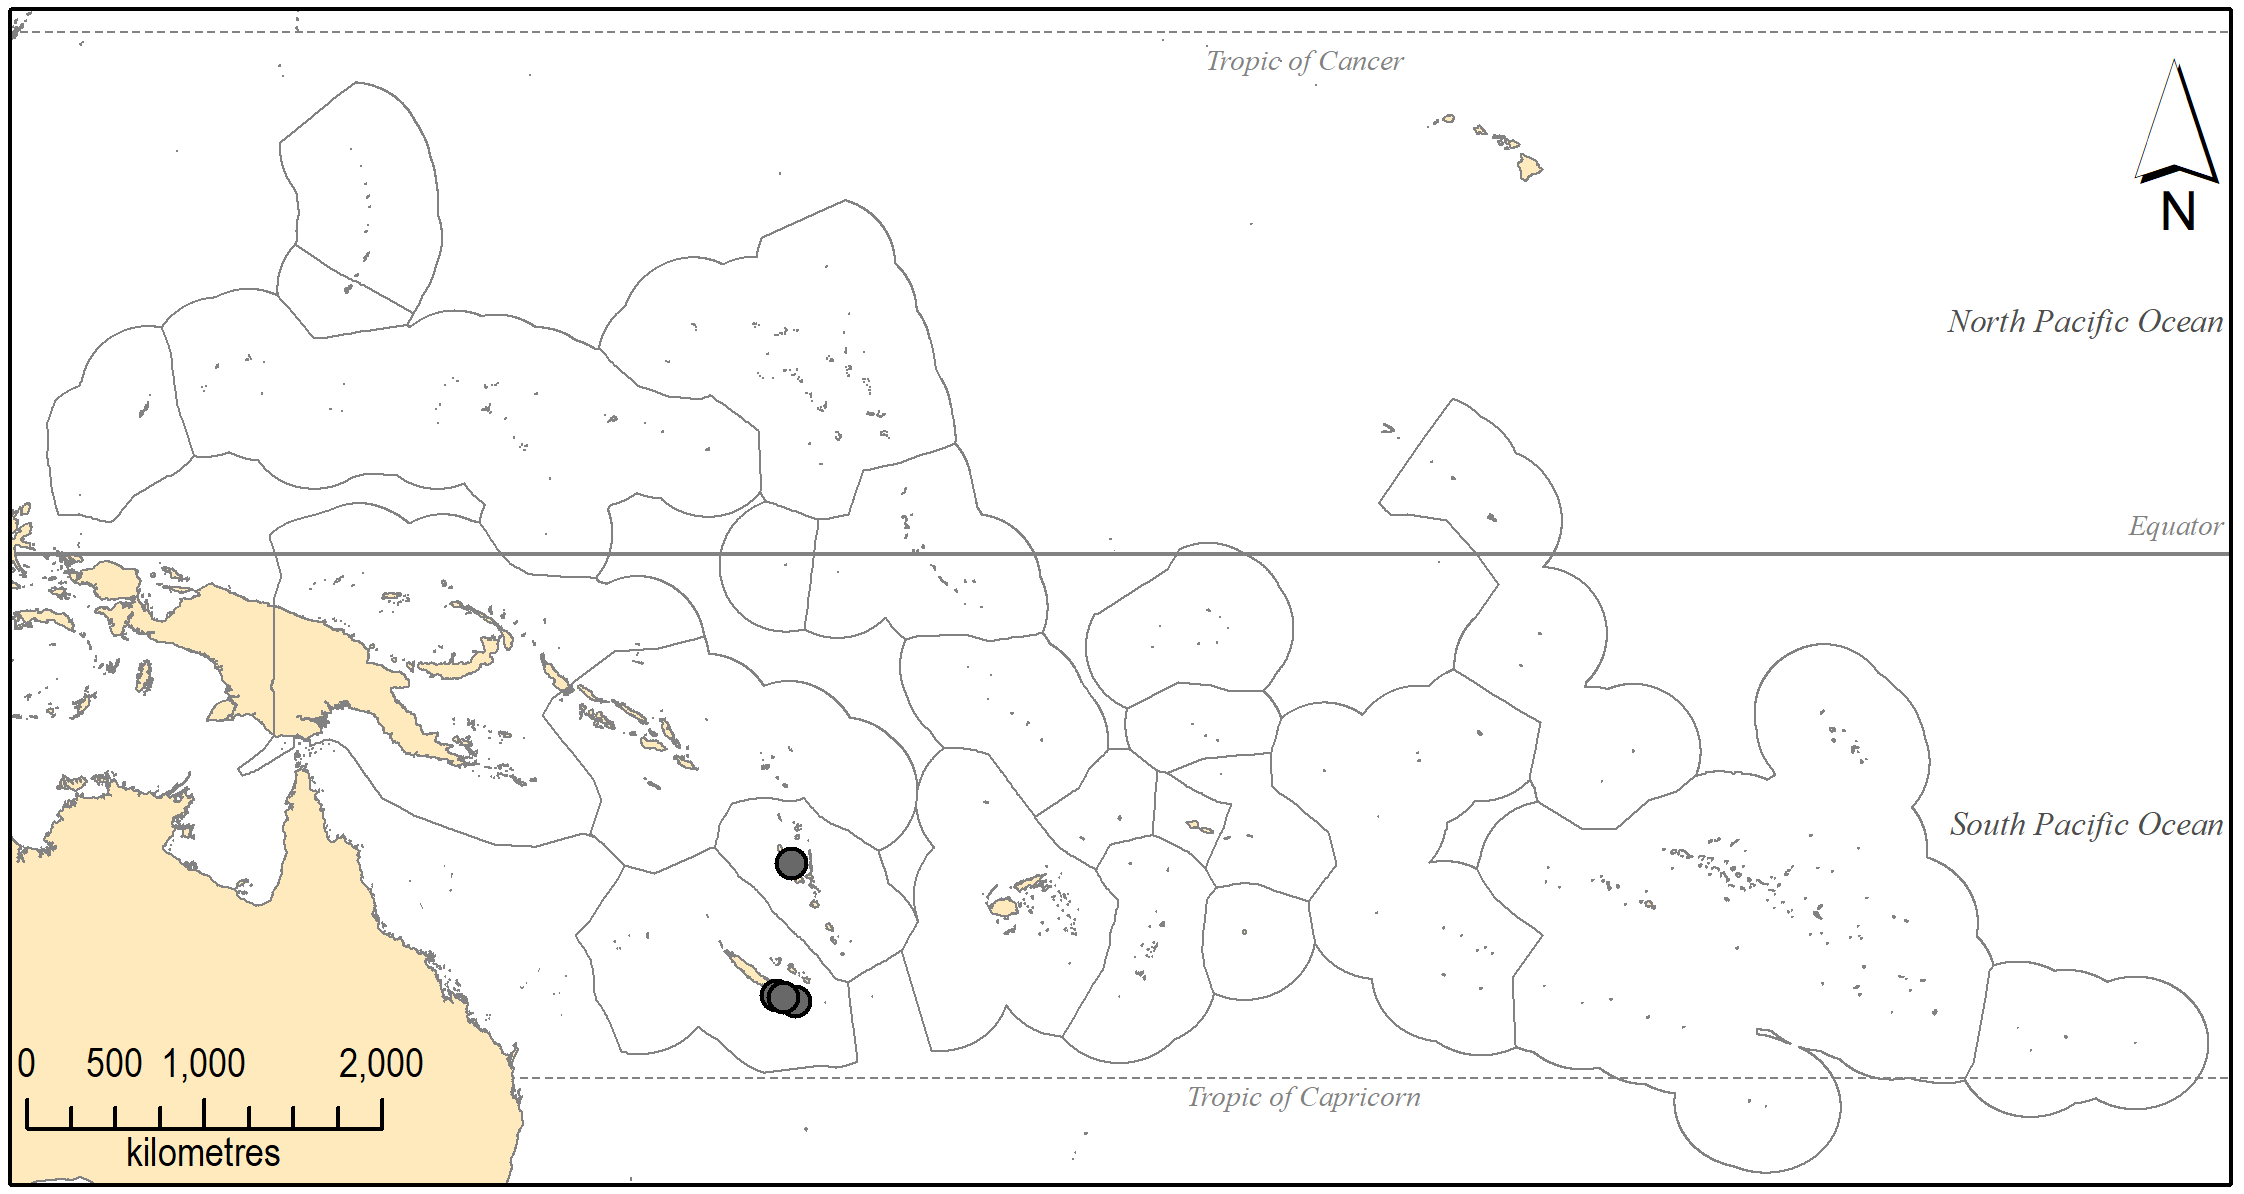 Tropic of Cancer
N
North Pacific Ocean
Equator
South Pacific Ocean
0 500 1,000 2,000
kilometres
Tropic of Capricorn